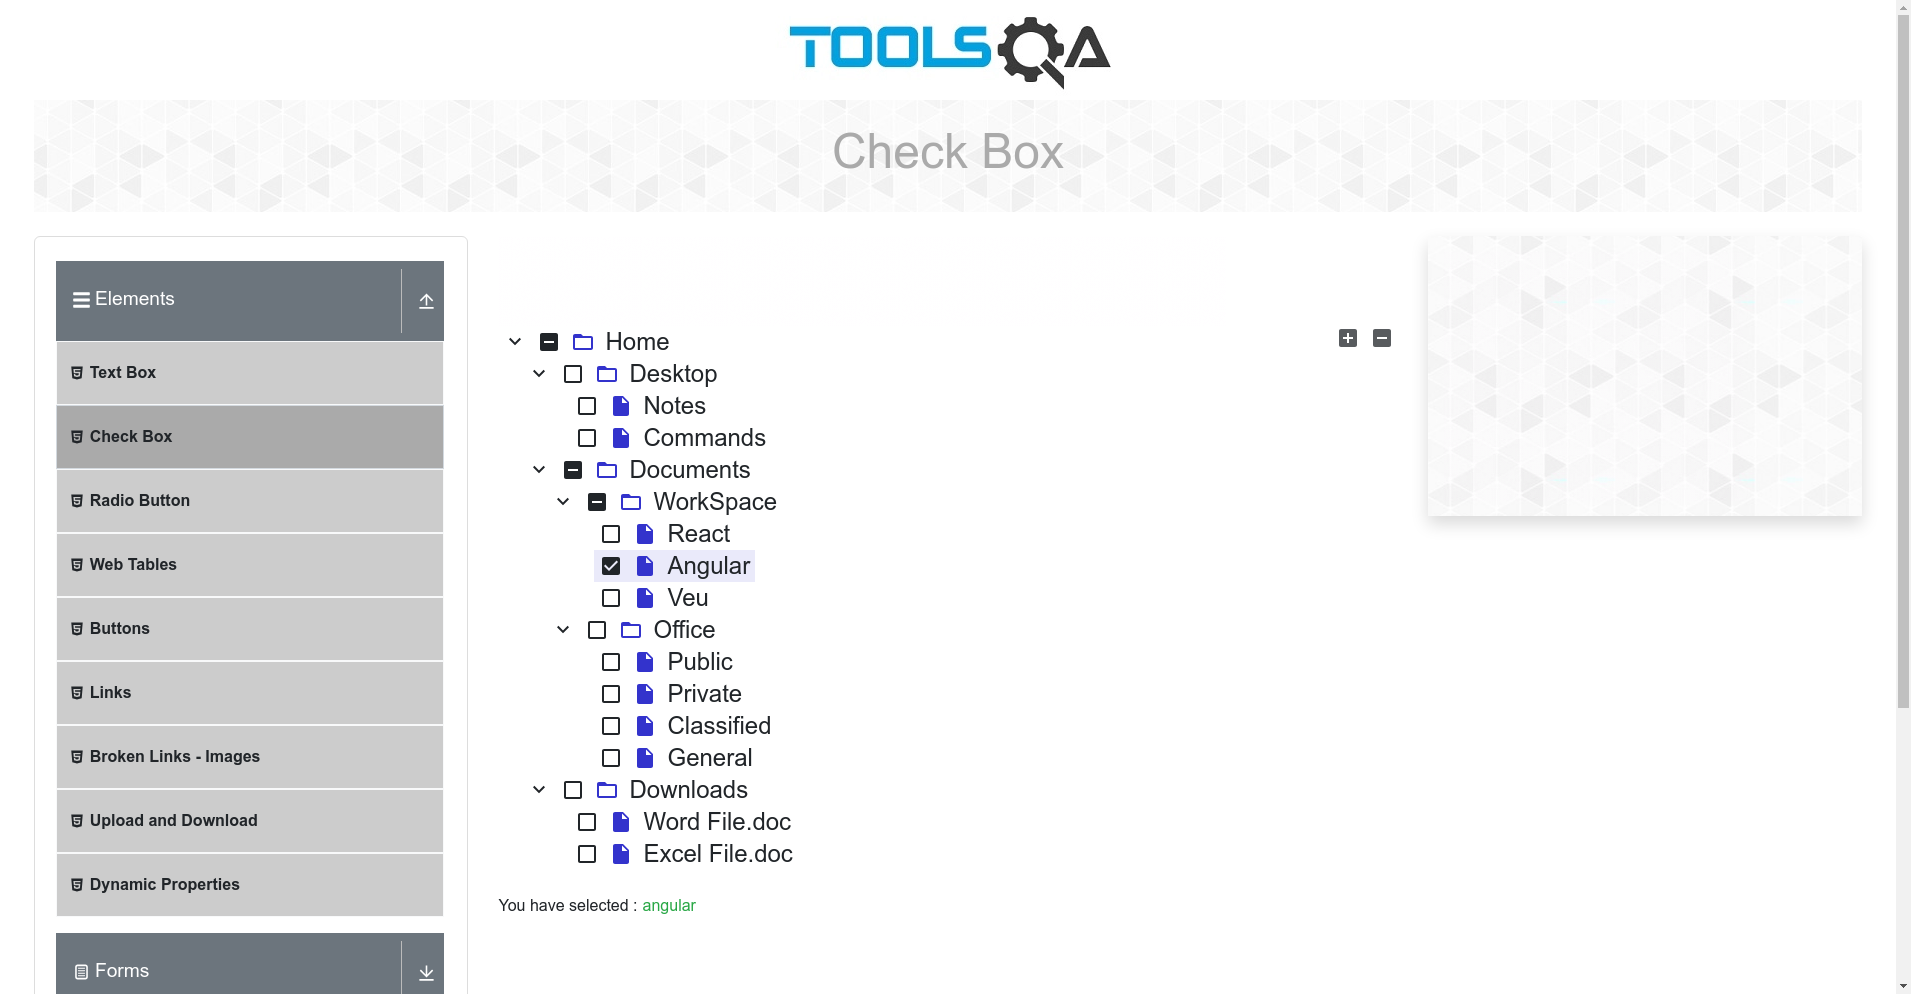 TOOLSQA
Check Box
Elements
Text Box
Check Box
Radio Button
Web Tables
Buttons
Links
Broken Links - Images
Upload and Download
Dynamic Properties
Forms
Home
Desktop
Notes
Commands
Documents
WorkSpace
React
Angular
Veu
Office
Public
Private
Classified
General
Downloads
Word File.doc
Excel File.doc
You have selected : angular